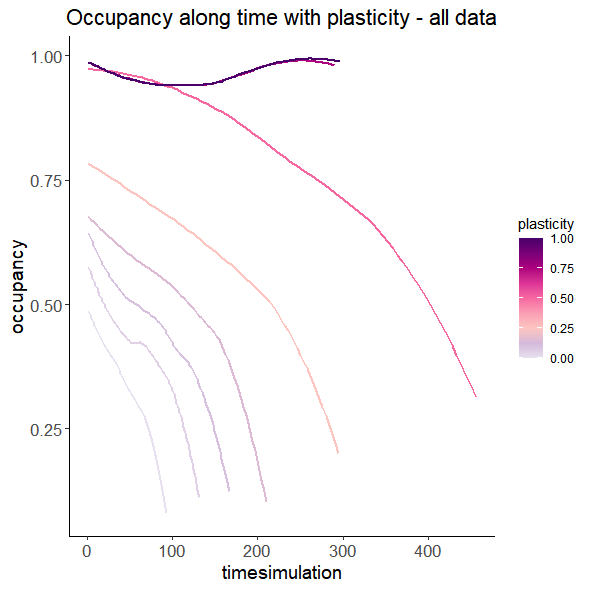 Occupancy along time with plasticity - all data
1.00
0.75
0.50
0.25
occupancy
0 100 200 300 400
timesimulation
plasticity
1.00
0.75
0.50
0.25
0.00